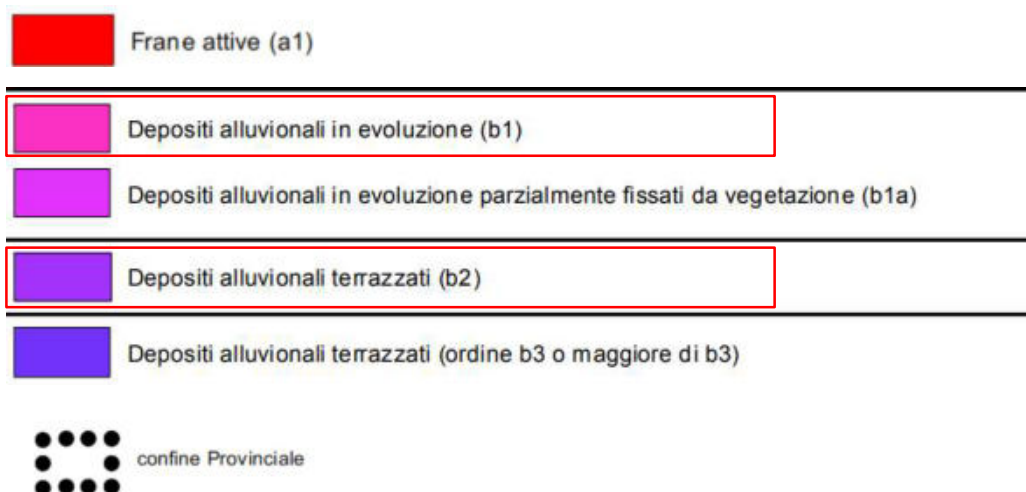 Frane attive (a1)
Depositi alluvionali in evoluzione (b1)
Depositi alluvionali in evoluzione parzialmente fissati da vegetazione (b1a)
Depositi alluvionali terrazzati (b2)
Depositi alluvionali terrazzati (ordine b3 o maggiore di b3)
confine Provinciale